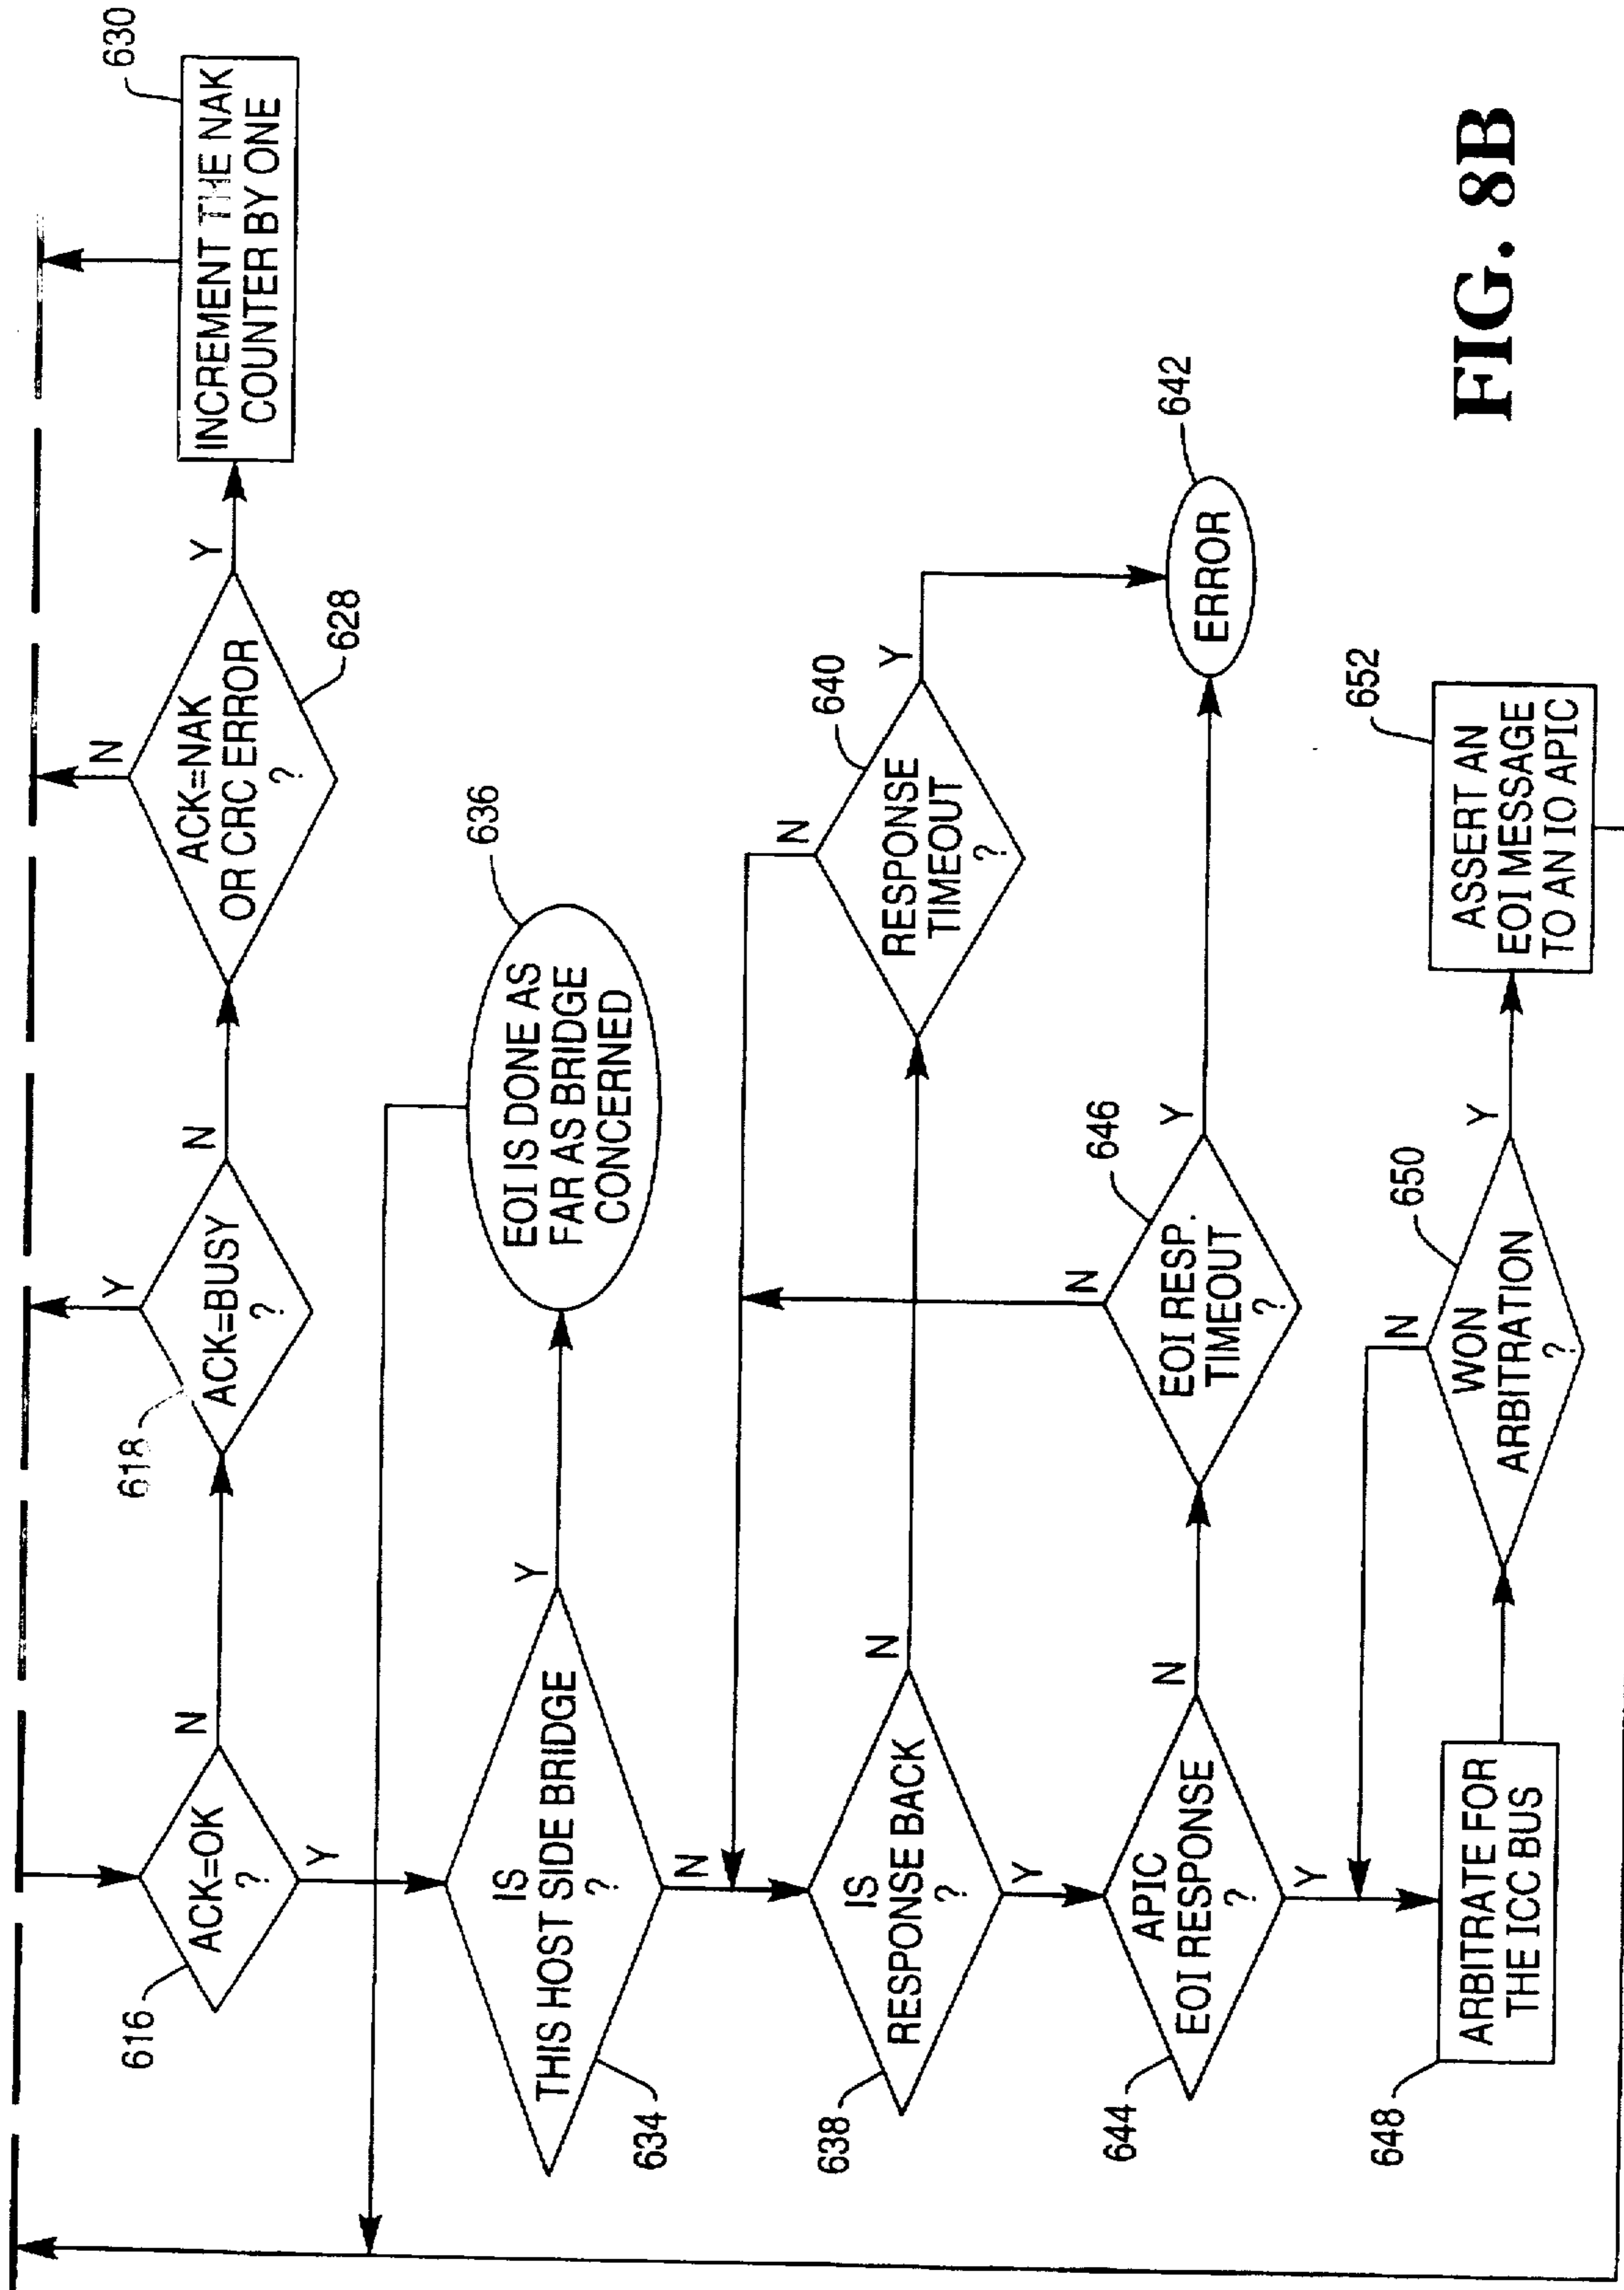 616
ACK=OK
?
N
Y
618
ACK=BUSY
?
Y
N
ACK=NAK
OR CRC ERROR
?
628
N
Y
INCREMENT THE NAK
COUNTER BY ONE
630
IS
THIS HOST SIDE BRIDGE
?
634
Y
N
EOI IS DONE AS
FAR AS BRIDGE
CONCERNED
636
IS
RESPONSE BACK
?
638
N
Y
RESPONSE
TIMEOUT
?
640
N
Y
ERROR
642
APIC
EOI RESPONSE
?
644
N
Y
EOI RESP.
TIMEOUT
?
646
N
Y
ARBITRATE FOR
THE ICC BUS
648
WON
ARBITRATION
?
650
N
Y
ASSERT AN
EOI MESSAGE
TO AN IO APIC
652
FIG. 8B